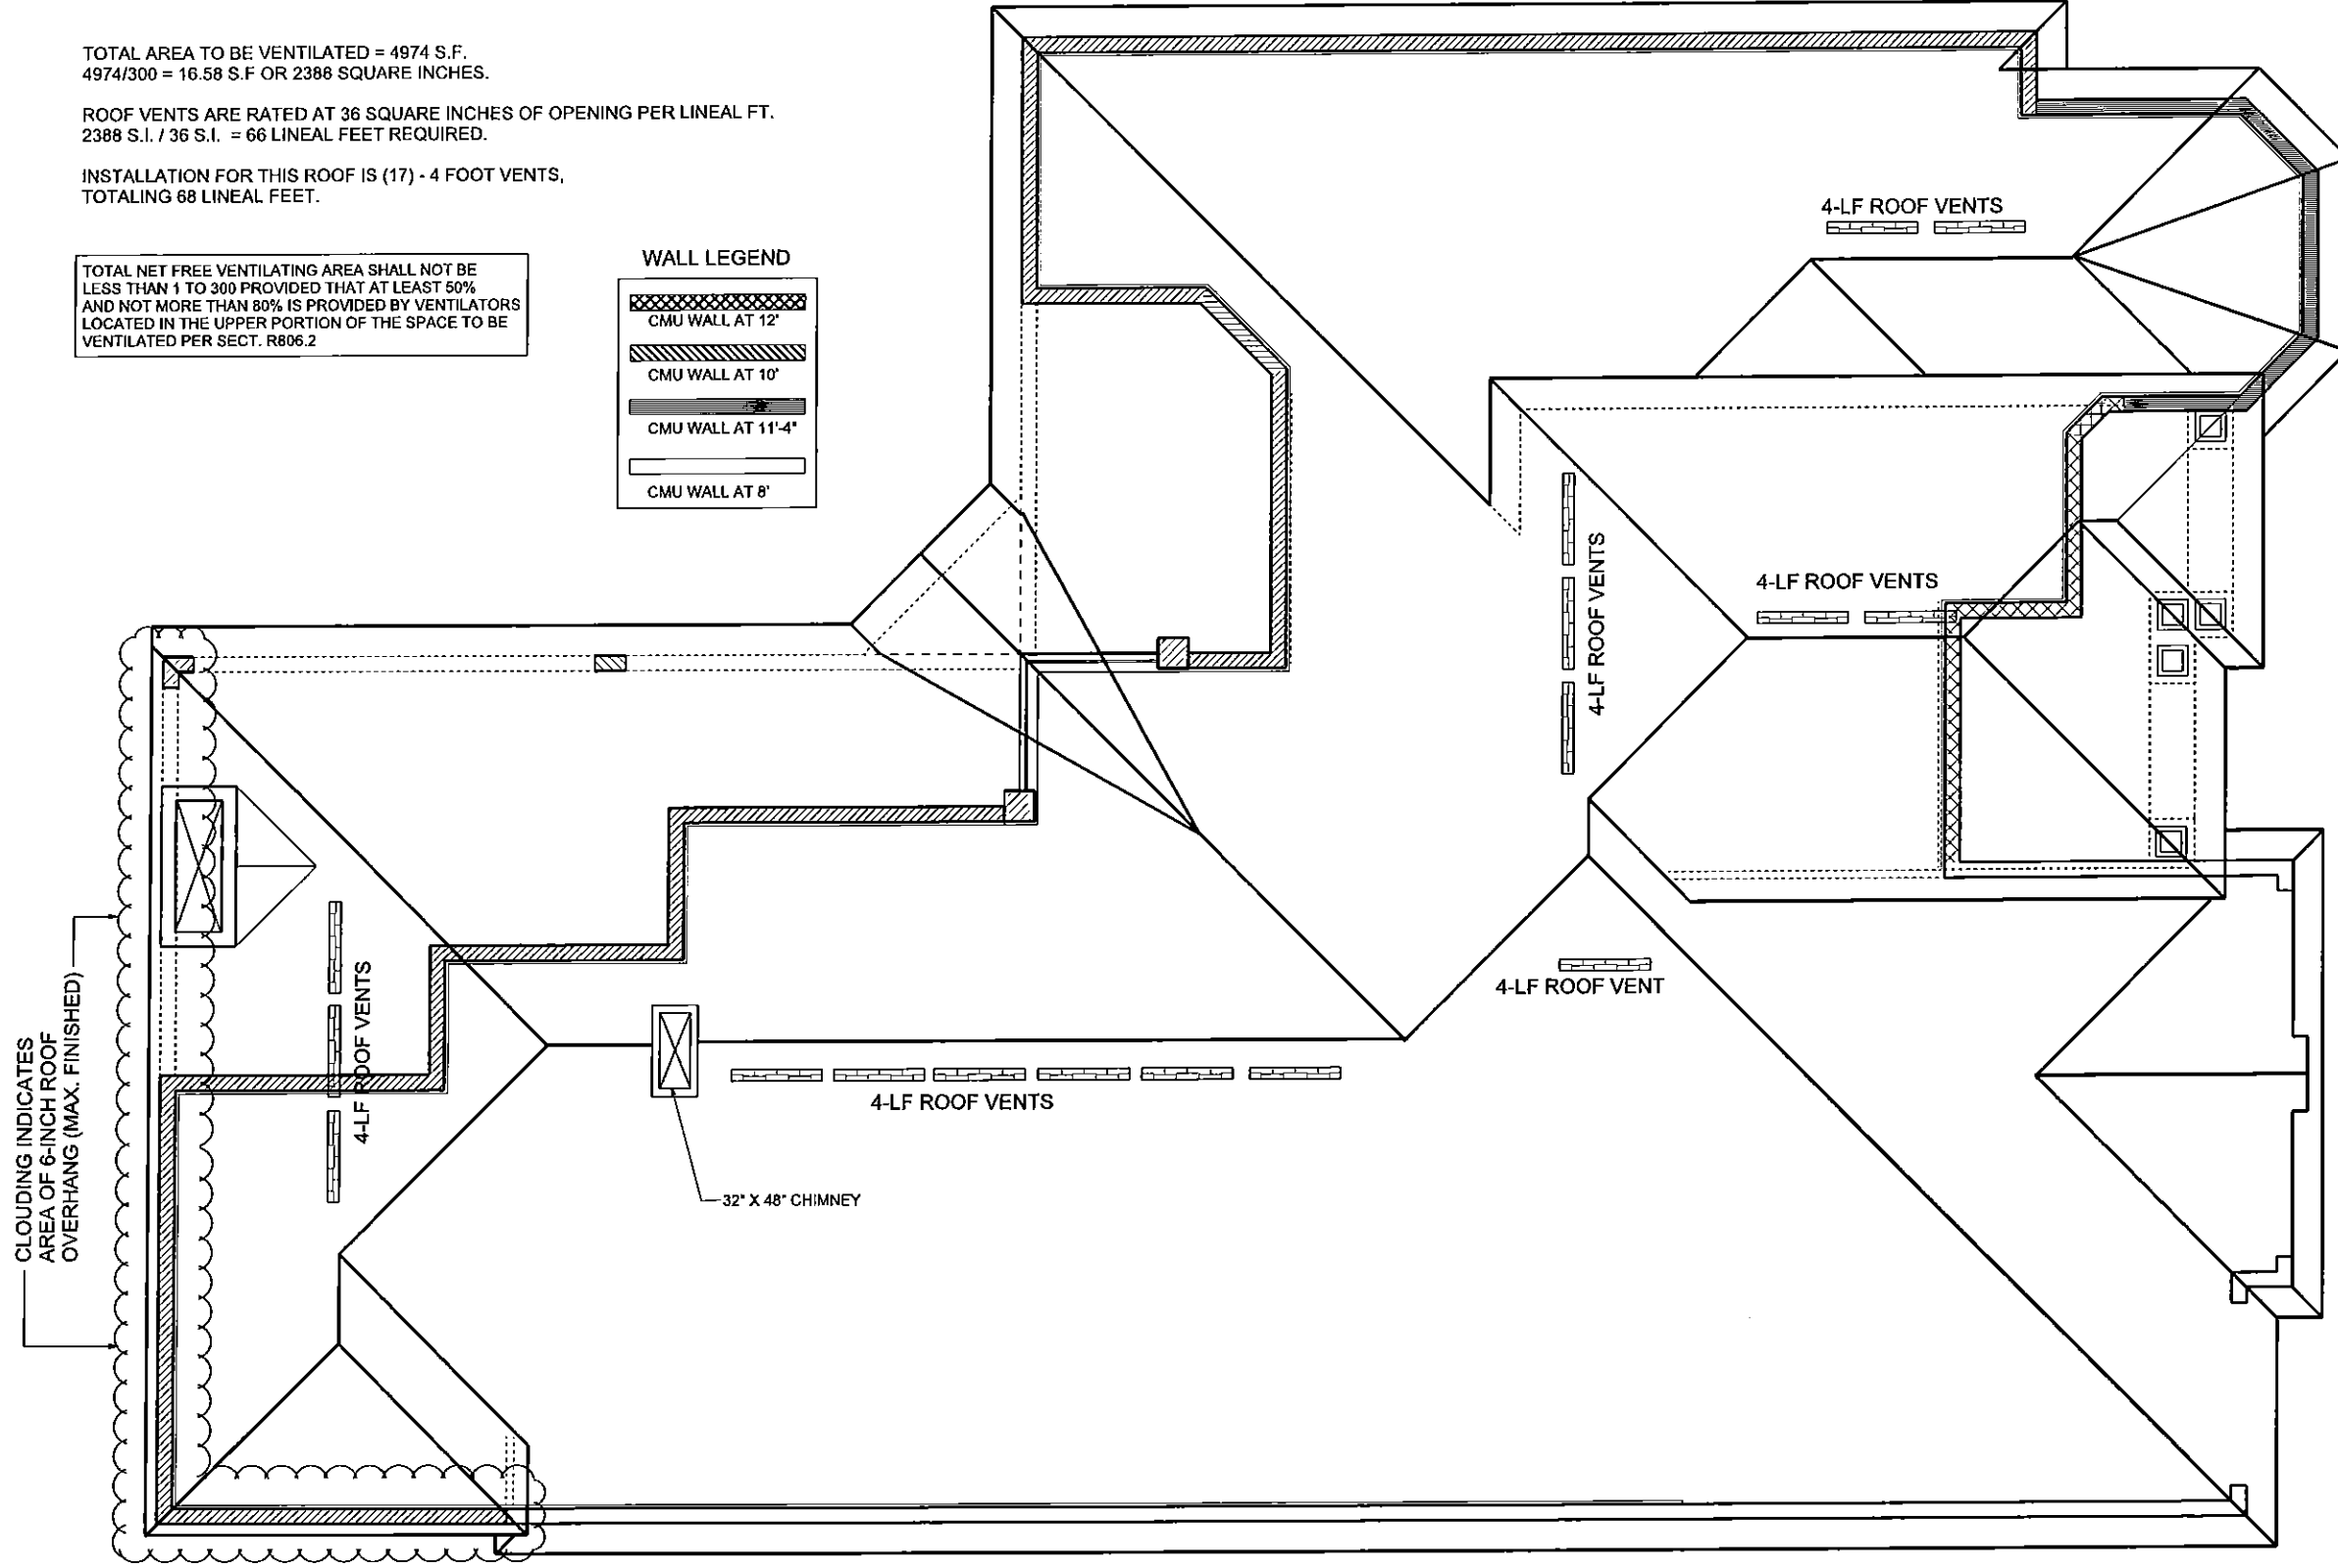 TOTAL AREA TO BE VENTILATED = 4974 S.F.
4974/300 = 16.58 S.F OR 2388 SQUARE INCHES.
ROOF VENTS ARE RATED AT 36 SQUARE INCHES OF OPENING PER LINEAL FT.
2388 S.I. / 36 S.I. = 66 LINEAL FEET REQUIRED.
INSTALLATION FOR THIS ROOF IS (17) - 4 FOOT VENTS,
TOTALING 68 LINEAL FEET.
TOTAL NET FREE VENTILATING AREA SHALL NOT BE
LESS THAN 1 TO 300 PROVIDED THAT AT LEAST 50%
AND NOT MORE THAN 80% IS PROVIDED BY VENTILATORS
LOCATED IN THE UPPER PORTION OF THE SPACE TO BE
VENTILATED PER SECT. R806.2
WALL LEGEND
CMU WALL AT 12'
CMU WALL AT 10'
CMU WALL AT 11'-4"
CMU WALL AT 8'
4-LF ROOF VENTS
4-LF ROOF VENTS
4-LF ROOF VENTS
4-LF ROOF VENT
4-LF ROOF VENTS
4-LF ROOF VENTS
32" X 48" CHIMNEY
CLOUDING INDICATES
AREA OF 6-INCH ROOF
OVERHANG (MAX. FINISHED)